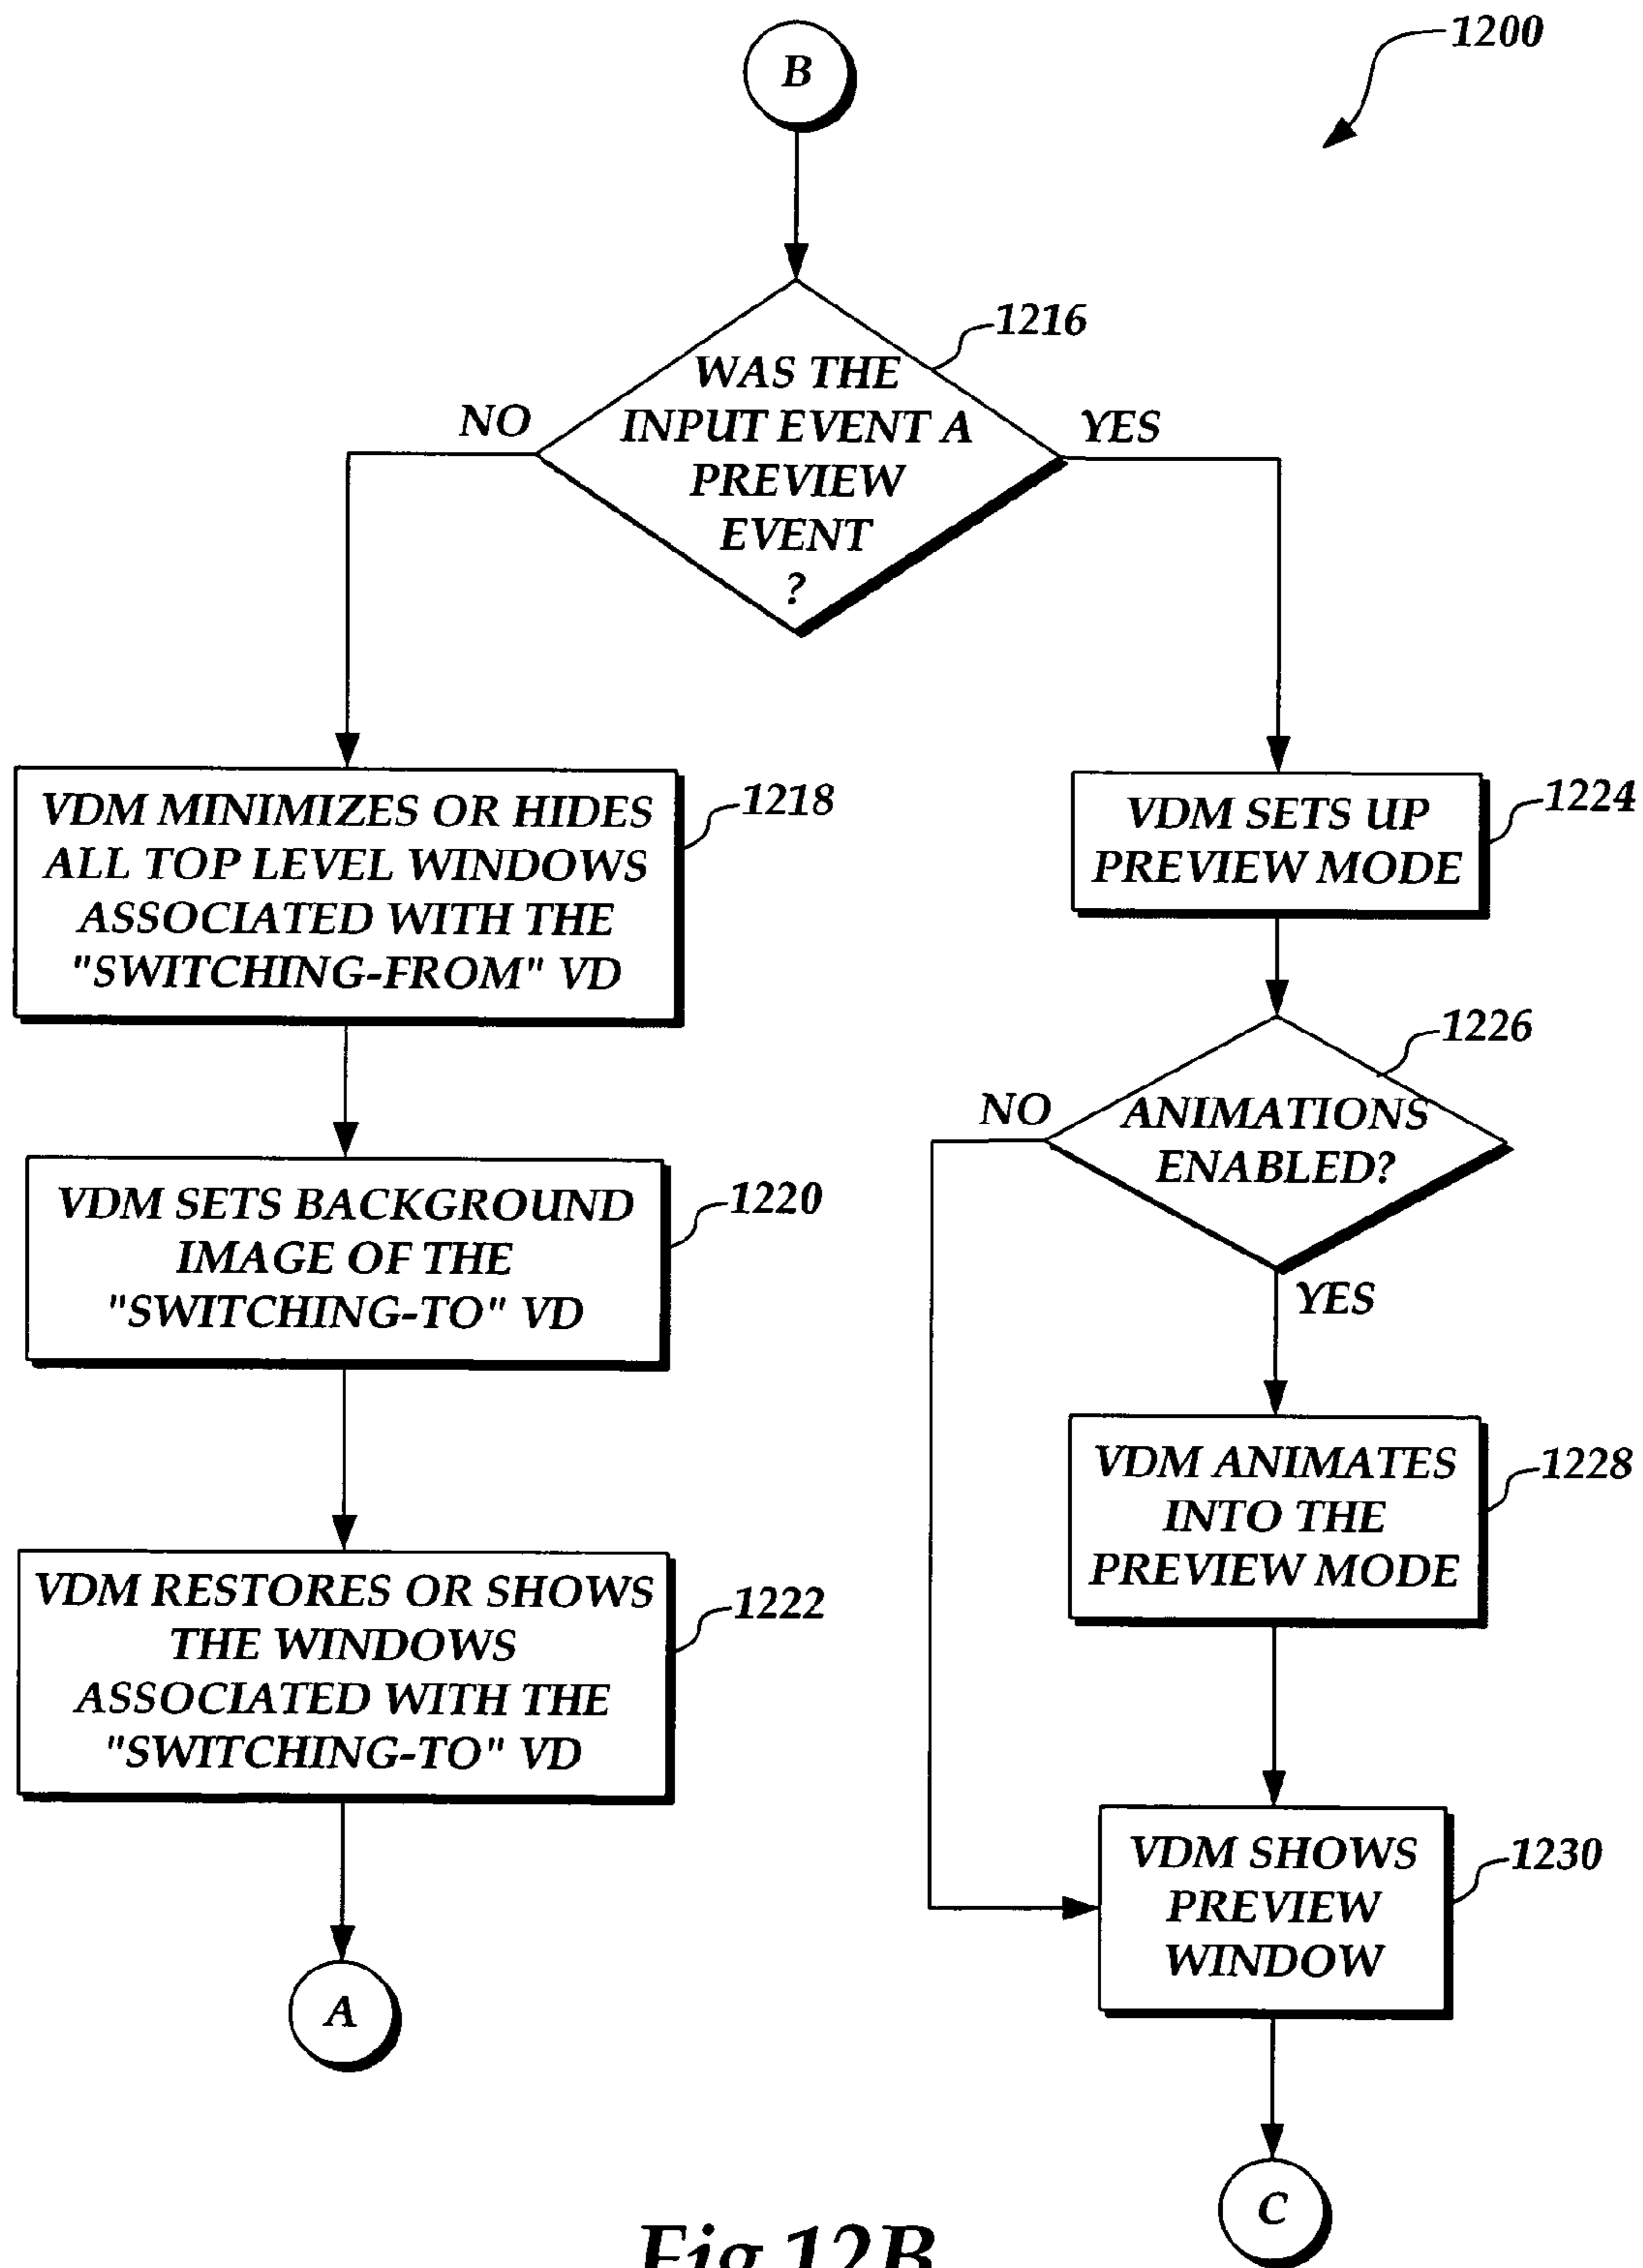 1200
B
1216
WAS THE
INPUT EVENT A
PREVIEW
EVENT
?
NO
YES
VDM MINIMIZES OR HIDES
ALL TOP LEVEL WINDOWS
ASSOCIATED WITH THE
"SWITCHING-FROM" VD
1218
VDM SETS BACKGROUND
IMAGE OF THE
"SWITCHING-TO" VD
1220
VDM RESTORES OR SHOWS
THE WINDOWS
ASSOCIATED WITH THE
"SWITCHING-TO" VD
1222
A
VDM SETS UP
PREVIEW MODE
1224
1226
ANIMATIONS
ENABLED?
NO
YES
VDM ANIMATES
INTO THE
PREVIEW MODE
1228
VDM SHOWS
PREVIEW
WINDOW
1230
C
Fig.12B